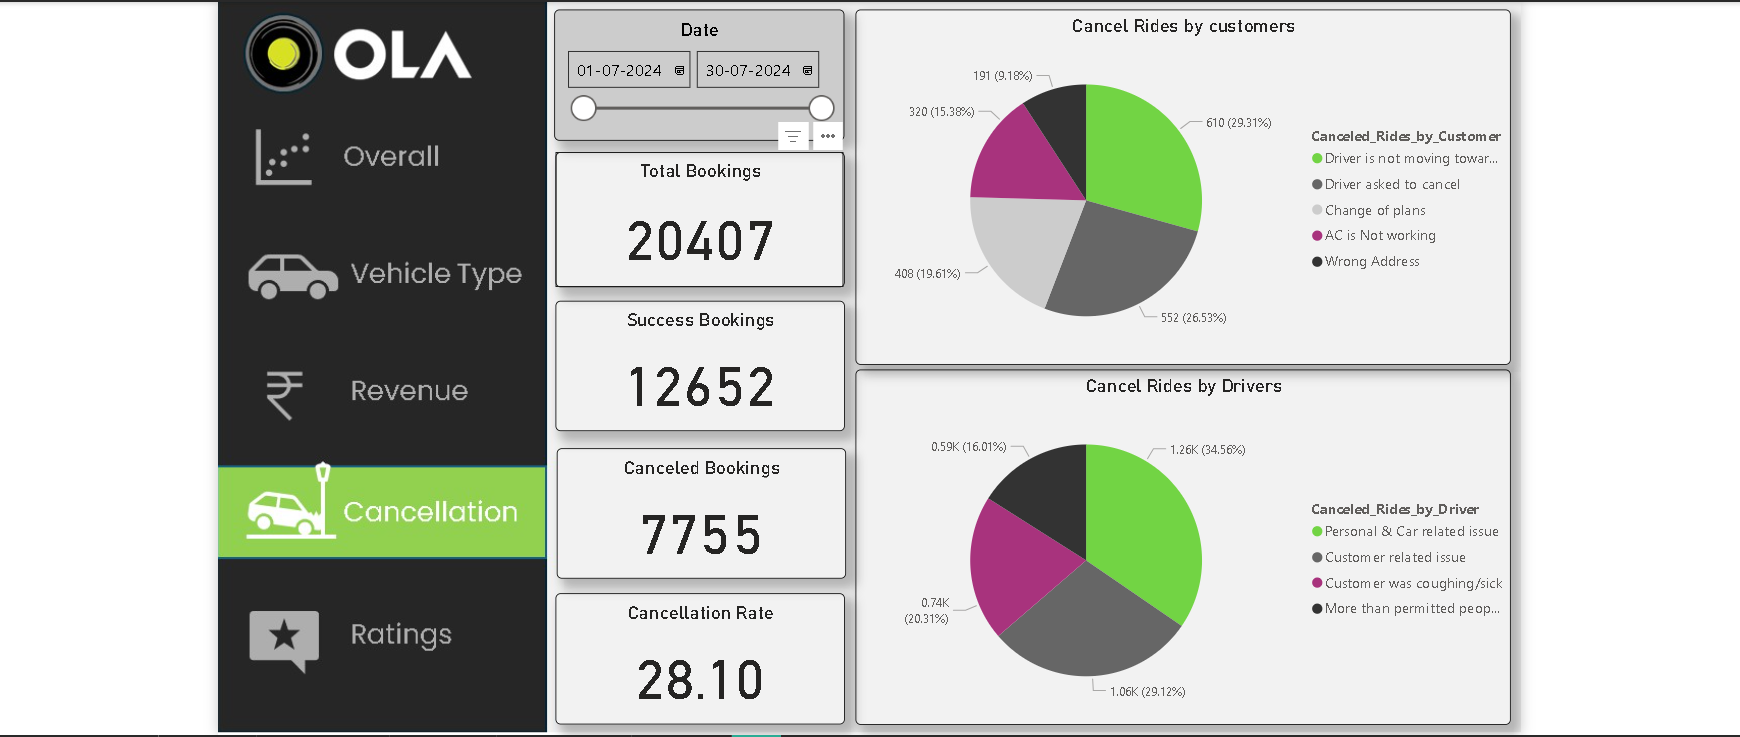 OLA
Overall
Vehicle Type
Revenue
Cancellation
Ratings
Date
01-07-2024
30-07-2024
Total Bookings
20407
Success Bookings
12652
Canceled Bookings
7755
Cancellation Rate
28.10
Cancel Rides by customers
191 (9.18%)
320 (15.38%)
610 (29.31%)
408 (19.61%)
552 (26.53%)
Canceled_Rides_by_Customer
Driver is not moving towar...
Driver asked to cancel
Change of plans
AC is Not working
Wrong Address
Cancel Rides by Drivers
0.59K (16.01%)
1.26K (34.56%)
0.74K
(20.31%)
1.06K (29.12%)
Canceled_Rides_by_Driver
Personal & Car related issue
Customer related issue
Customer was coughing/sick
More than permitted peop...